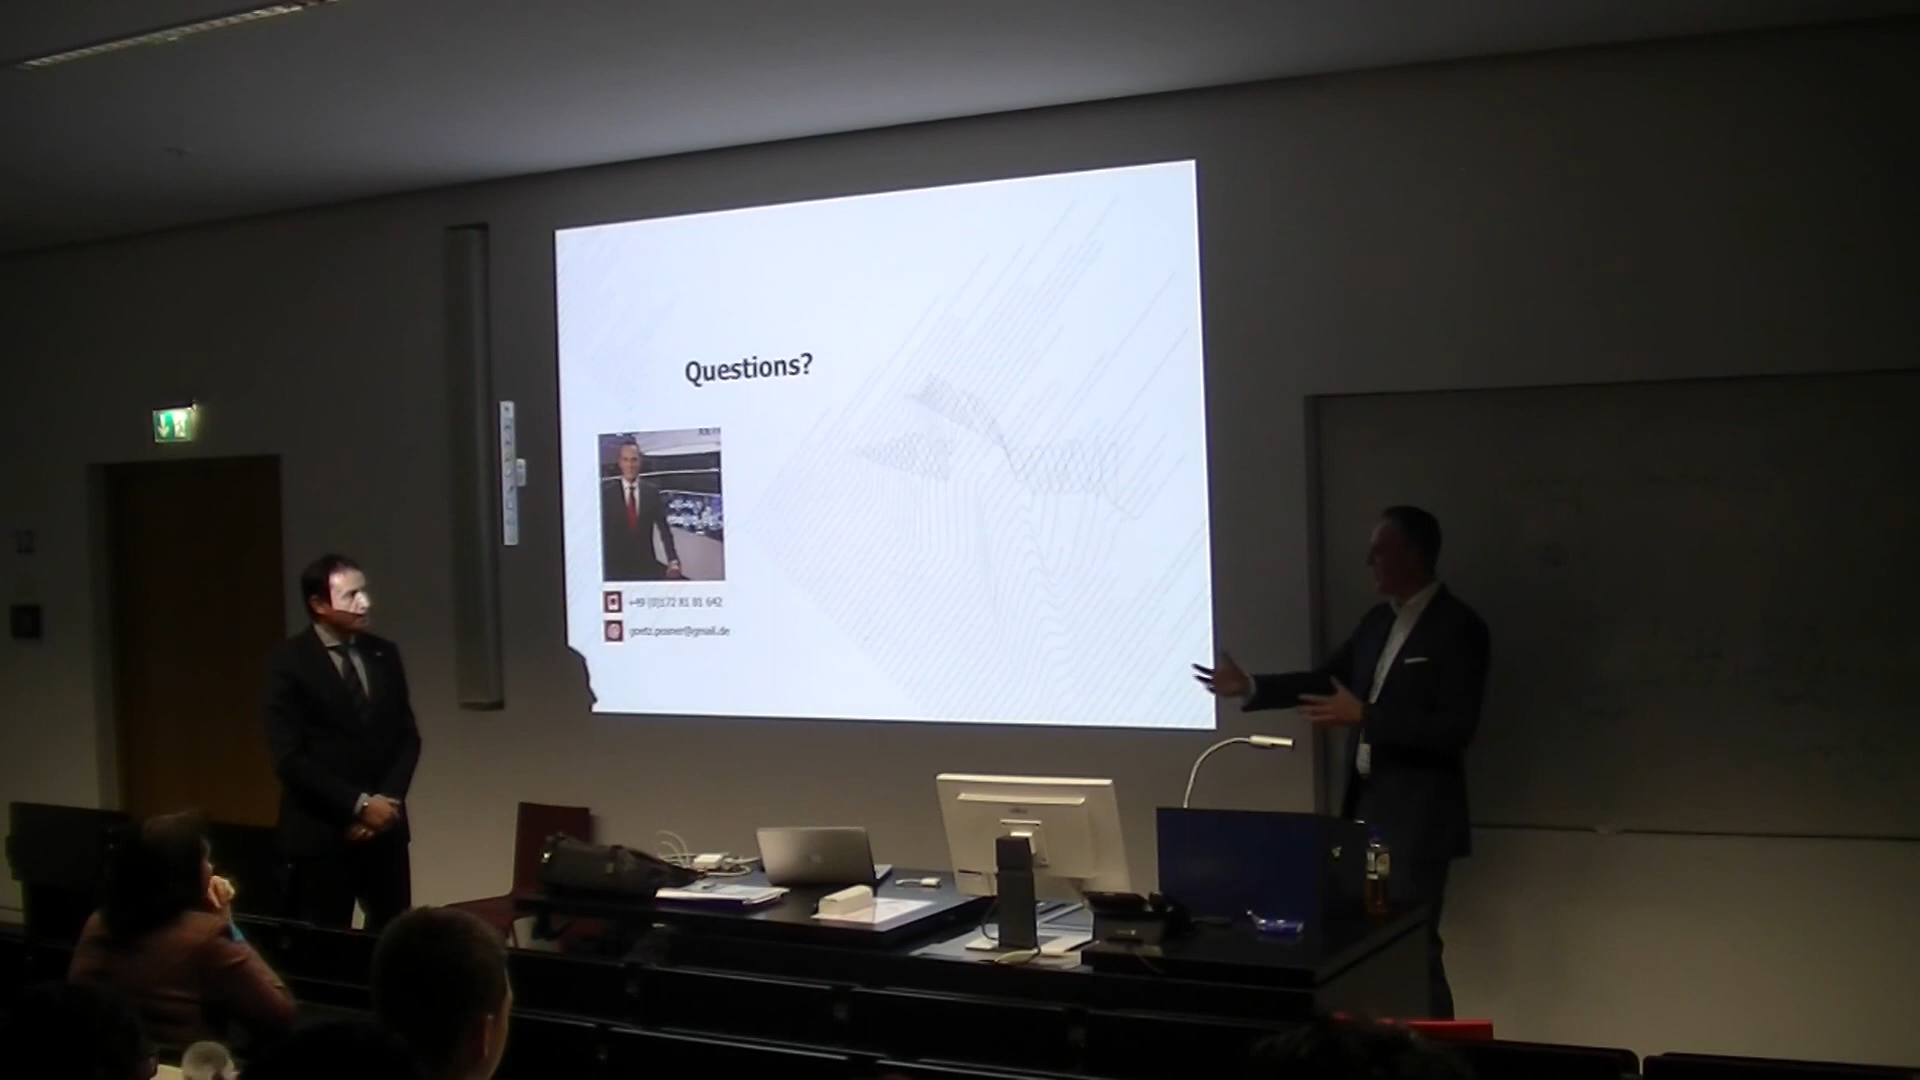 Questions?
+49 (0)172 81 81 642
goetz.posner@gmail.de